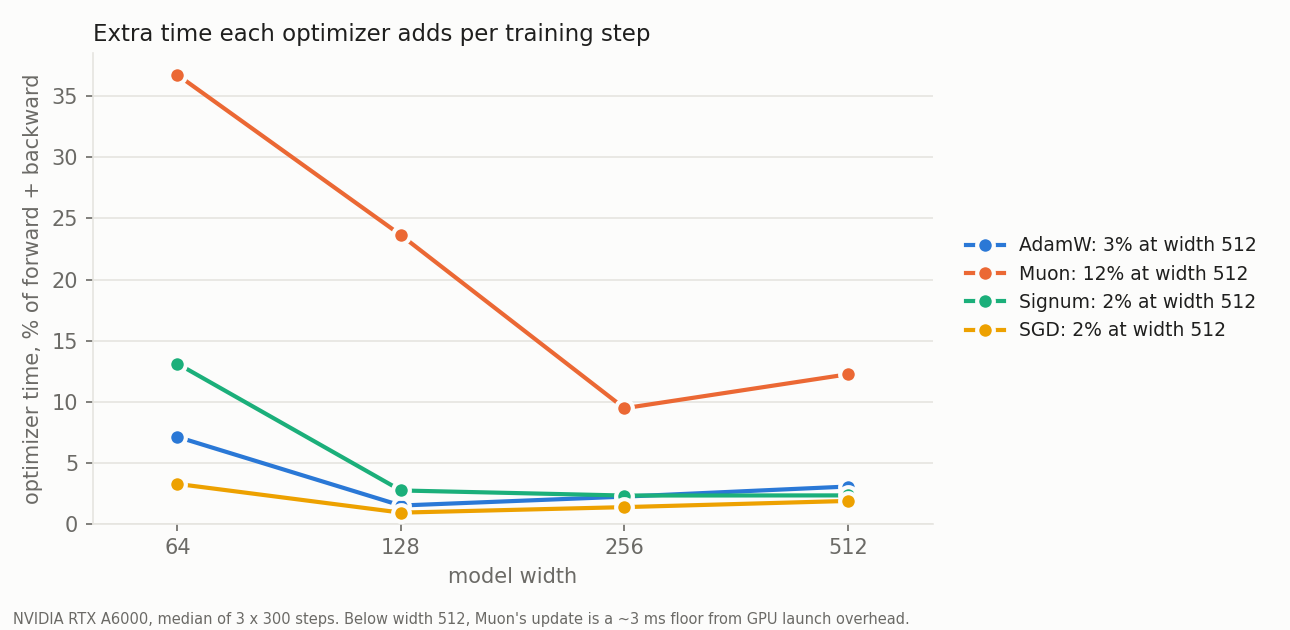 Extra time each optimizer adds per training step
optimizer time, % of forward + backward
35
30
25
20
15
10
5
0
64 128 256 512
model width
AdamW: 3% at width 512
Muon: 12% at width 512
Signum: 2% at width 512
SGD: 2% at width 512
NVIDIA RTX A6000, median of 3 x 300 steps. Below width 512, Muon's update is a ~3 ms floor from GPU launch overhead.